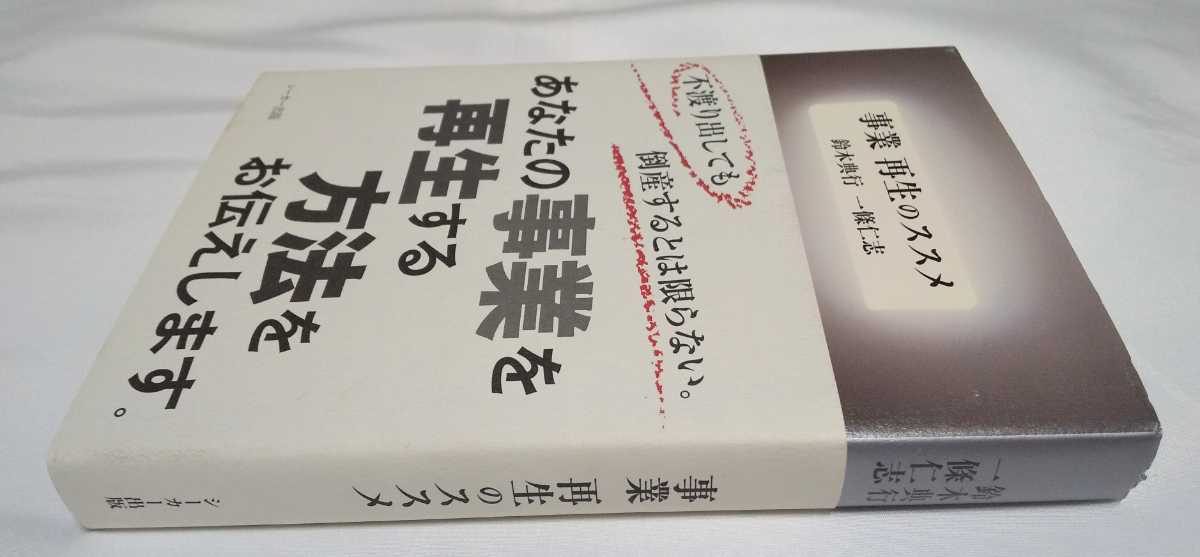 事業 再生のススメ
鈴木典行 一條仁志
不渡り出しても
倒産するとは限らない。
あなたの事業を
再生する
方法を
お伝えします。
事業 再生のススメ
鈴木典行
一條仁志
シーカー出版